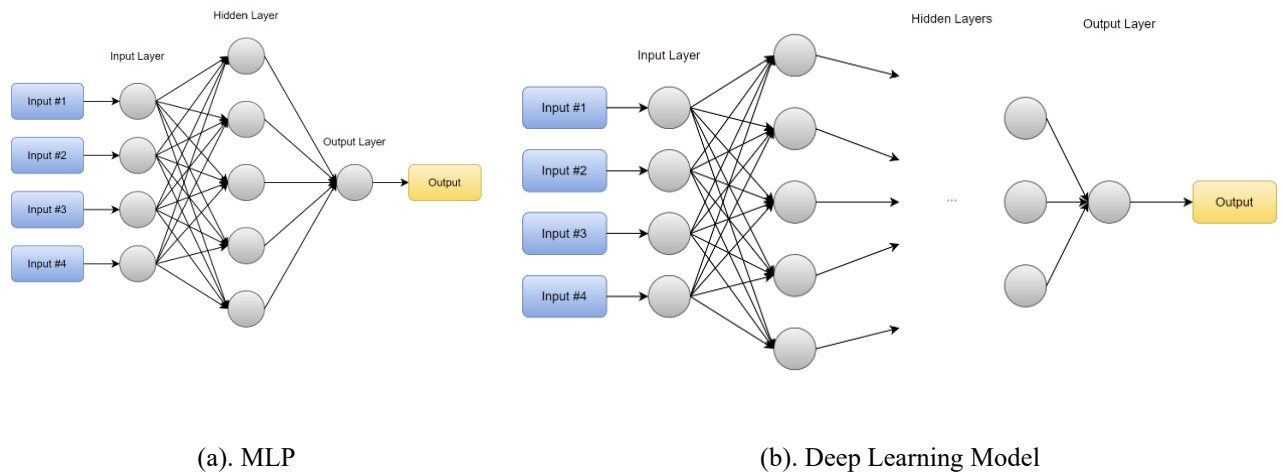 Hidden Layer
Input Layer
Input #1
Input #2
Input #3
Input #4
Output Layer
Output
(a). MLP
Hidden Layers
Output Layer
Input Layer
Input #1
Input #2
Input #3
Input #4
...
Output
(b). Deep Learning Model